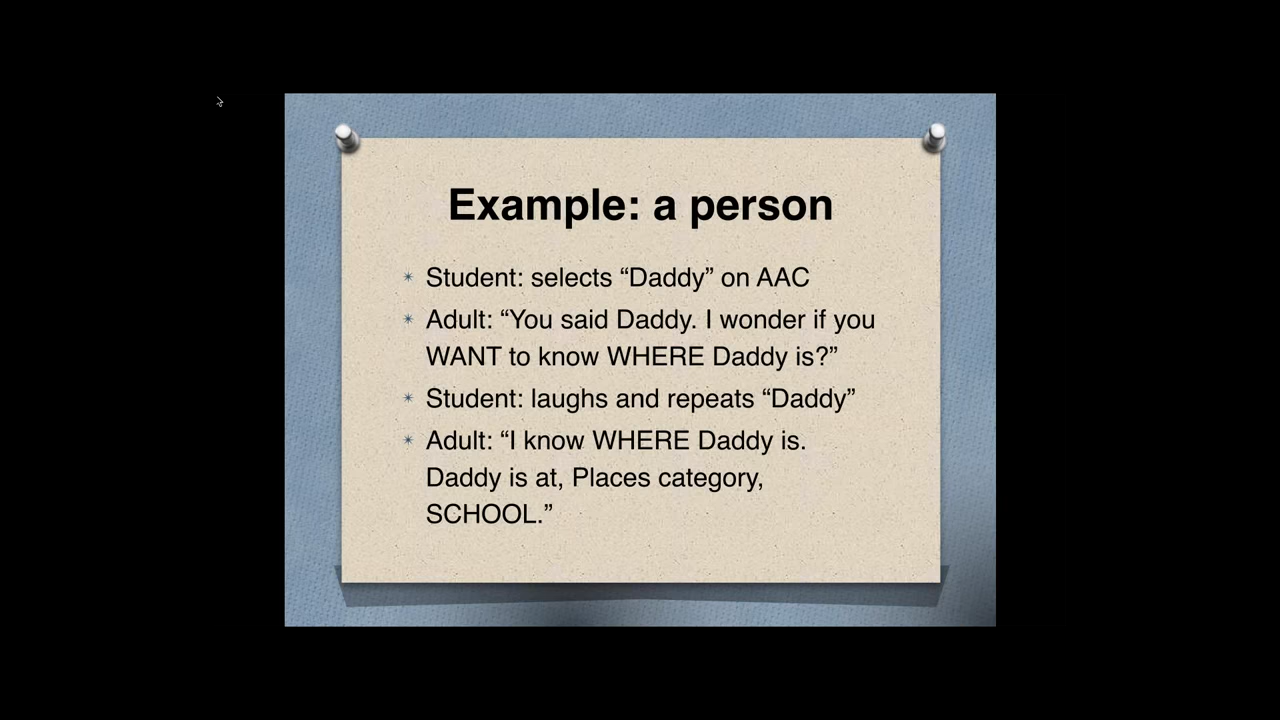 Example: a person
Student: selects “Daddy” on AAC
Adult: “You said Daddy. I wonder if you
WANT to know WHERE Daddy is?”
Student: laughs and repeats “Daddy”
Adult: “I know WHERE Daddy is.
Daddy is at, Places category,
SCHOOL.”